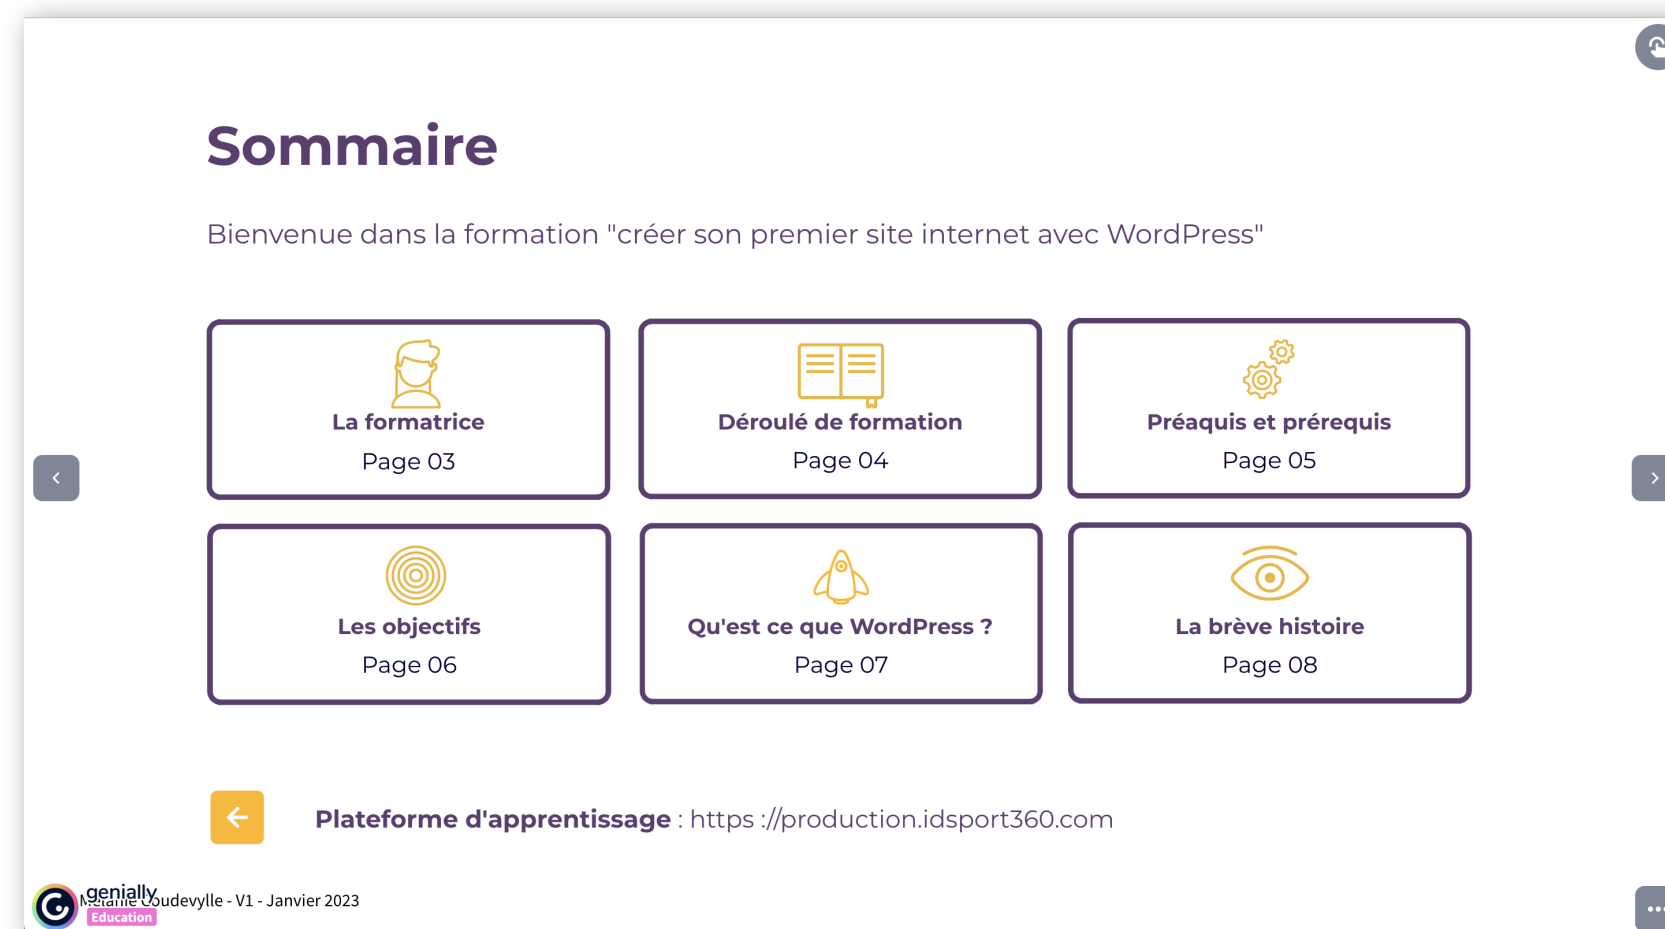 Sommaire
Bienvenue dans la formation "créer son premier site internet avec WordPress"
La formatrice
Page 03
Déroulé de formation
Page 04
Préaquis et prérequis
Page 05
Les objectifs
Page 06
Qu'est ce que WordPress ?
Page 07
La brève histoire
Page 08
Plateforme d'apprentissage : https ://production.idsport360.com
genially
Education
Mélanie Coudevylle - V1 - Janvier 2023